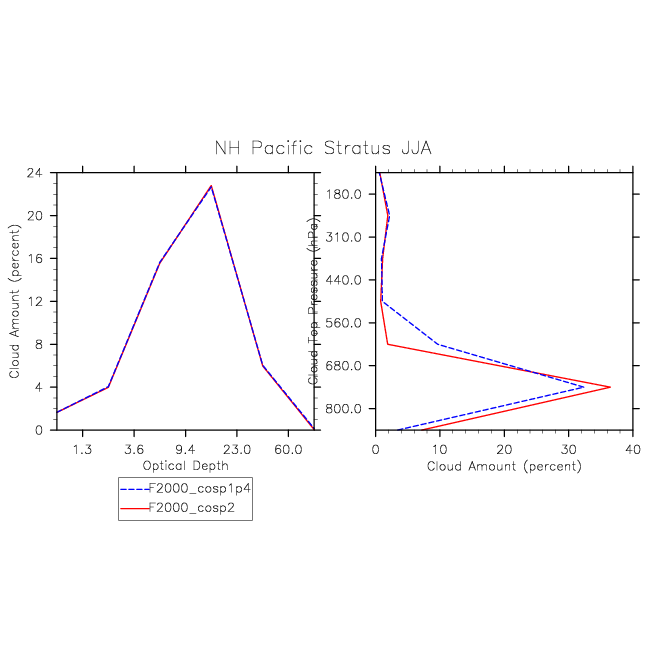 NH Pacific Stratus JJA
Cloud Amount (percent)
24
20
16
12
8
4
0
1.3 3.6 9.4 23.0 60.0
Optical Depth
Cloud Top Pressure (hPa)
180.0
310.0
440.0
560.0
680.0
800.0
0 10 20 30 40
Cloud Amount (percent)
F2000_cosp1p4
F2000_cosp2